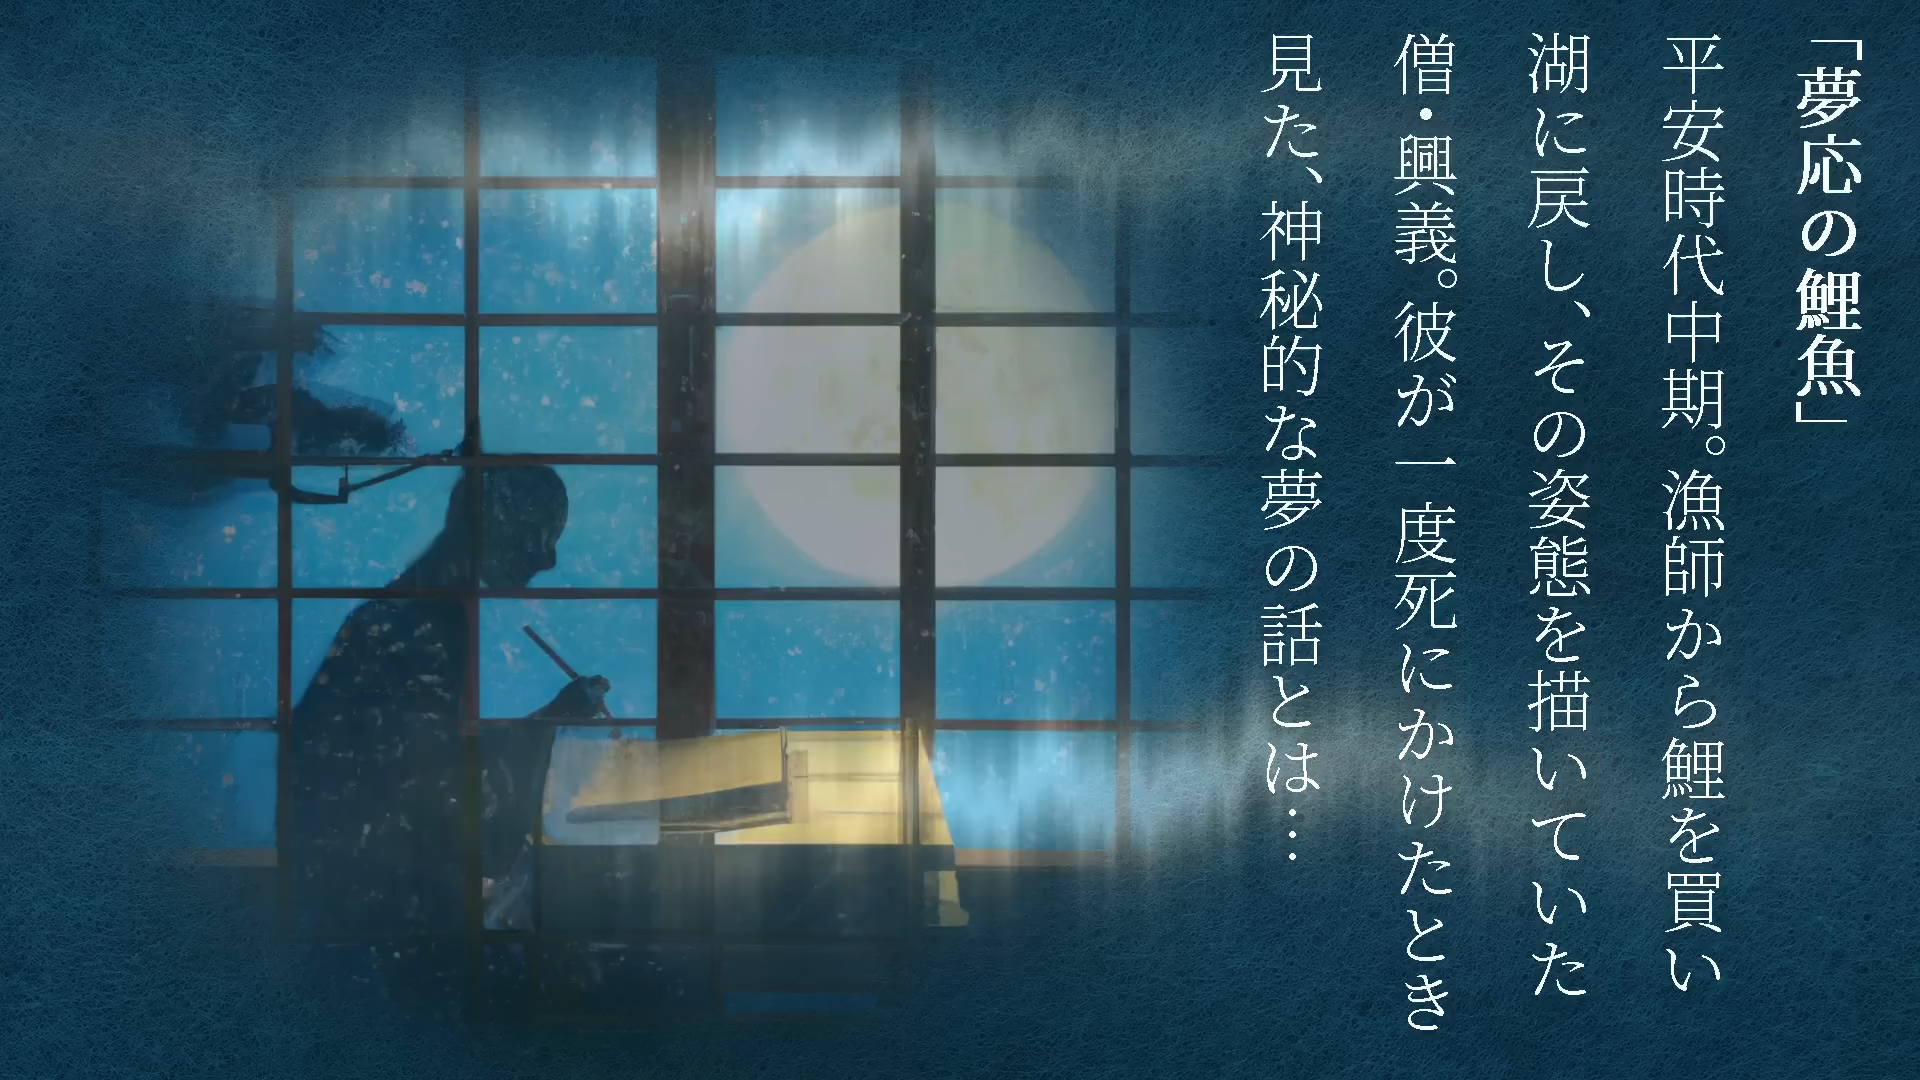 「夢応の鯉魚」
平安時代中期。漁師から鯉を買い
湖に戻し、その姿態を描いていた
僧・興義。彼が一度死にかけたとき
見た、神秘的な夢の話とは…